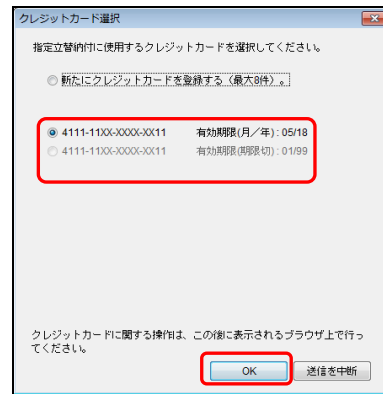 クレジットカード選択
指定立替納付に使用するクレジットカードを選択してください。
新たにクレジットカードを登録する（最大8件）。
4111-11XX-XXXX-XX11 有効期限(月／年) : 05/18
4111-11XX-XXXX-XX11 有効期限(期限切) : 01/99
クレジットカードに関する操作は、この後に表示されるブラウザ上で行っ
てください。
OK 送信を中断